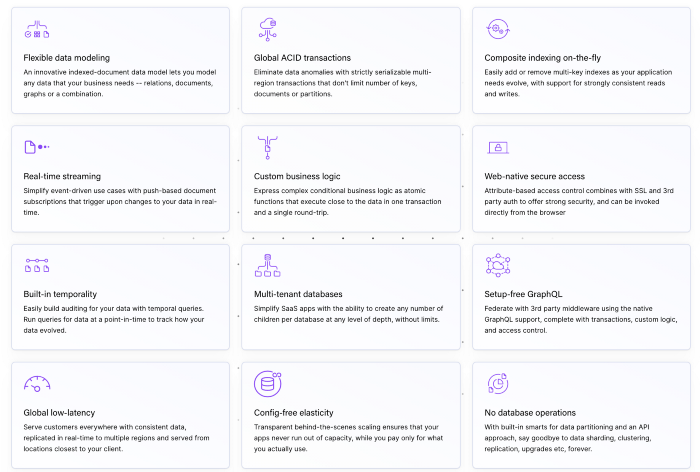 Flexible data modeling
An innovative indexed-document data model lets you model
any data that your business needs -- relations, documents,
graphs or a combination.
Global ACID transactions
Eliminate data anomalies with strictly serializable multi-
region transactions that don't limit number of keys,
documents or partitions.
Composite indexing on-the-fly
Easily add or remove multi-key indexes as your application
needs evolve, with support for strongly consistent reads
and writes.
Real-time streaming
Simplify event-driven use cases with push-based document
subscriptions that trigger upon changes to your data in real-
time.
Custom business logic
Express complex conditional business logic as atomic
functions that execute close to the data in one transaction
and a single round-trip.
Web-native secure access
Attribute-based access control combines with SSL and 3rd
party auth to offer strong security, and can be invoked
directly from the browser
Built-in temporality
Easily build auditing for your data with temporal queries.
Run queries for data at a point-in-time to track how your
data evolved.
Multi-tenant databases
Simplify SaaS apps with the ability to create any number of
children per database at any level of depth, without limits.
Setup-free GraphQL
Federate with 3rd party middleware using the native
GraphQL support, complete with transactions, custom logic,
and access control.
Global low-latency
Serve customers everywhere with consistent data,
replicated in real-time to multiple regions and served from
locations closest to your client.
Config-free elasticity
Transparent behind-the-scenes scaling ensures that your
apps never run out of capacity, while you pay only for what
you actually use.
No database operations
With built-in smarts for data partitioning and an API
approach, say goodbye to data sharding, clustering,
replication, upgrades etc, forever.